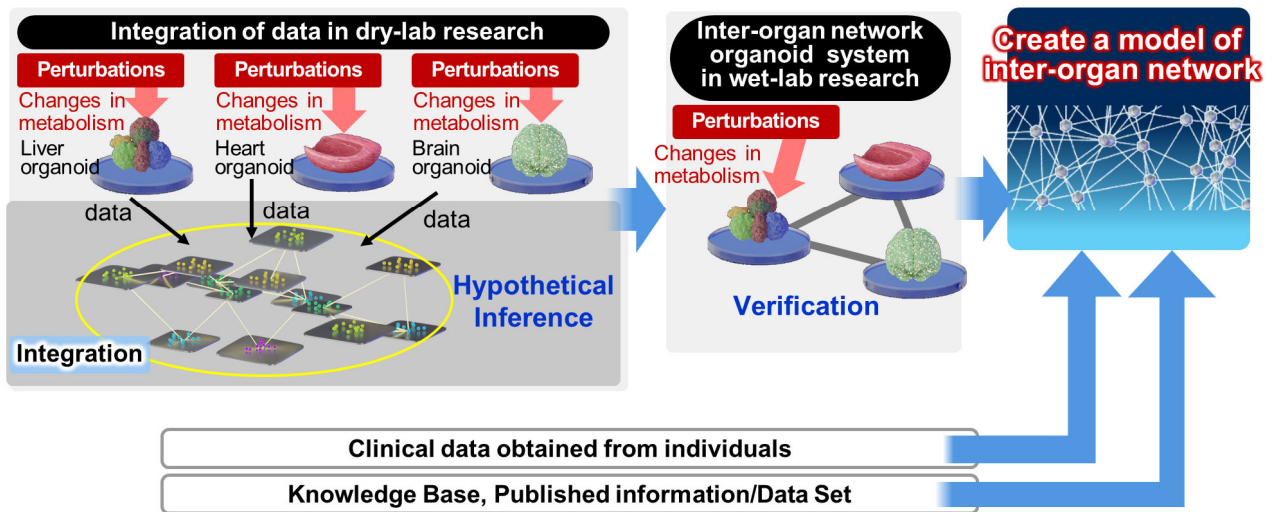 Integration of data in dry-lab research
Perturbations
Changes in
metabolism
Liver
organoid
Perturbations
Changes in
metabolism
Heart
organoid
Perturbations
Changes in
metabolism
Brain
organoid
data
data
data
Hypothetical
Inference
Integration
Inter-organ network
organoid system
in wet-lab research
Perturbations
Changes in
metabolism
Verification
Create a model of
inter-organ network
Clinical data obtained from individuals
Knowledge Base, Published information/Data Set